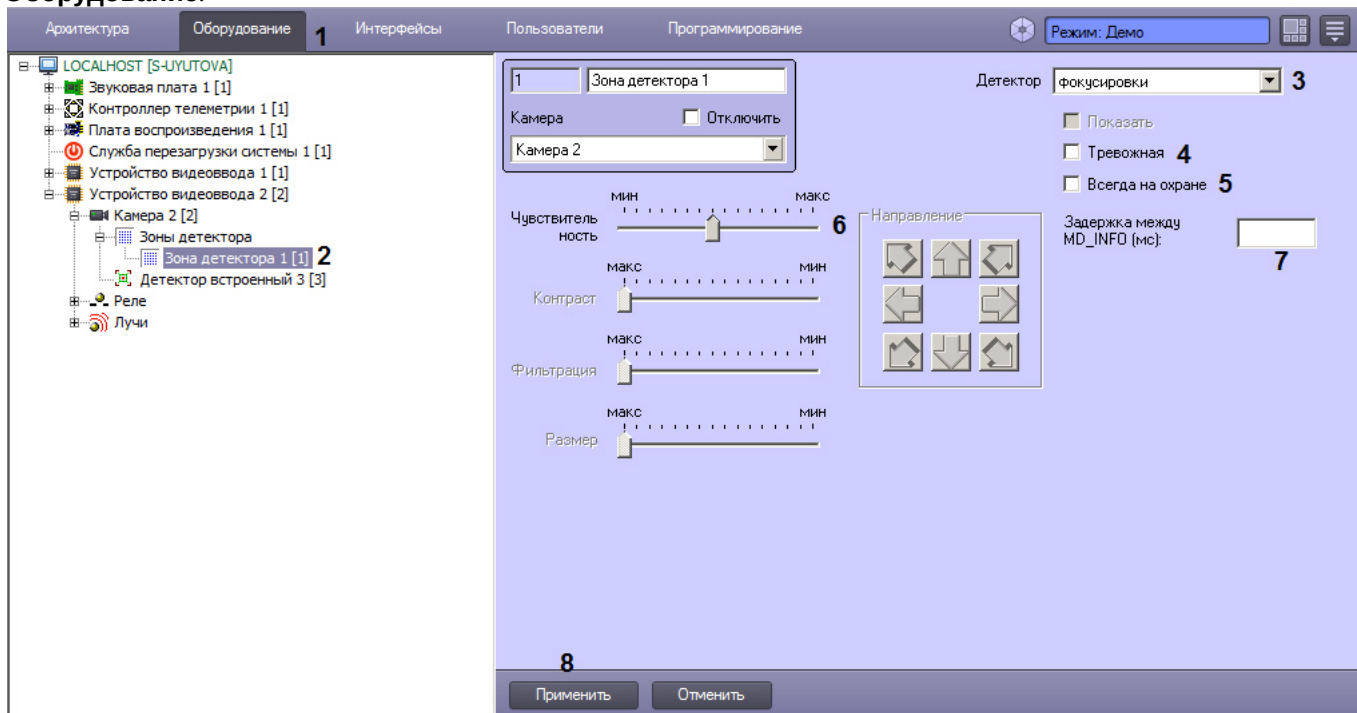 Оборудование.
Архитектура Оборудование 1 Интерфейсы Пользователи Программирование Режим: Демо
LOCALHOST [S-UYUTOVA]
Звуковая плата 1 [1]
Контроллер телеметрии 1 [1]
Плата воспроизведения 1 [1]
Служба перезагрузки системы 1 [1]
Устройство видеоввода 1 [1]
Устройство видеоввода 2 [2]
Камера 2 [2]
Зоны детектора
Зона детектора 1 [1] 2
Детектор встроенный 3 [3]
Реле
Лучи
1 Зона детектора 1
Камера Отключить
Камера 2
Детектор фокусировки 3
Показать
Тревожная 4
Всегда на охране 5
Задержка между
MD_INFO (мс):
7
мин макс
Чувствитель
ность
6
макс мин
Контраст
макс мин
Фильтрация
макс мин
Размер
Направление
8
Применить Отменить